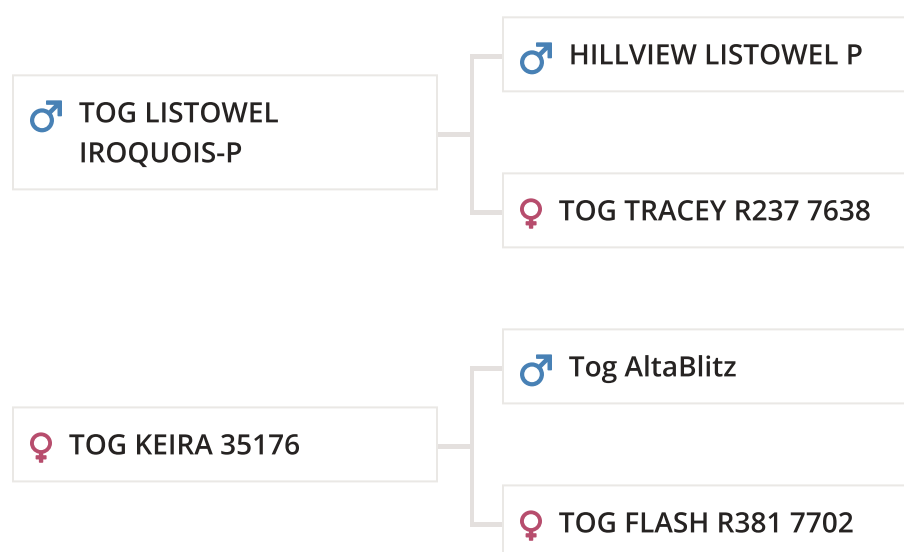 HILLVIEW LISTOWEL P
TOG LISTOWEL
IROQUOIS-P
TOG TRACEY R237 7638
Tog AltaBlitz
TOG KEIRA 35176
TOG FLASH R381 7702